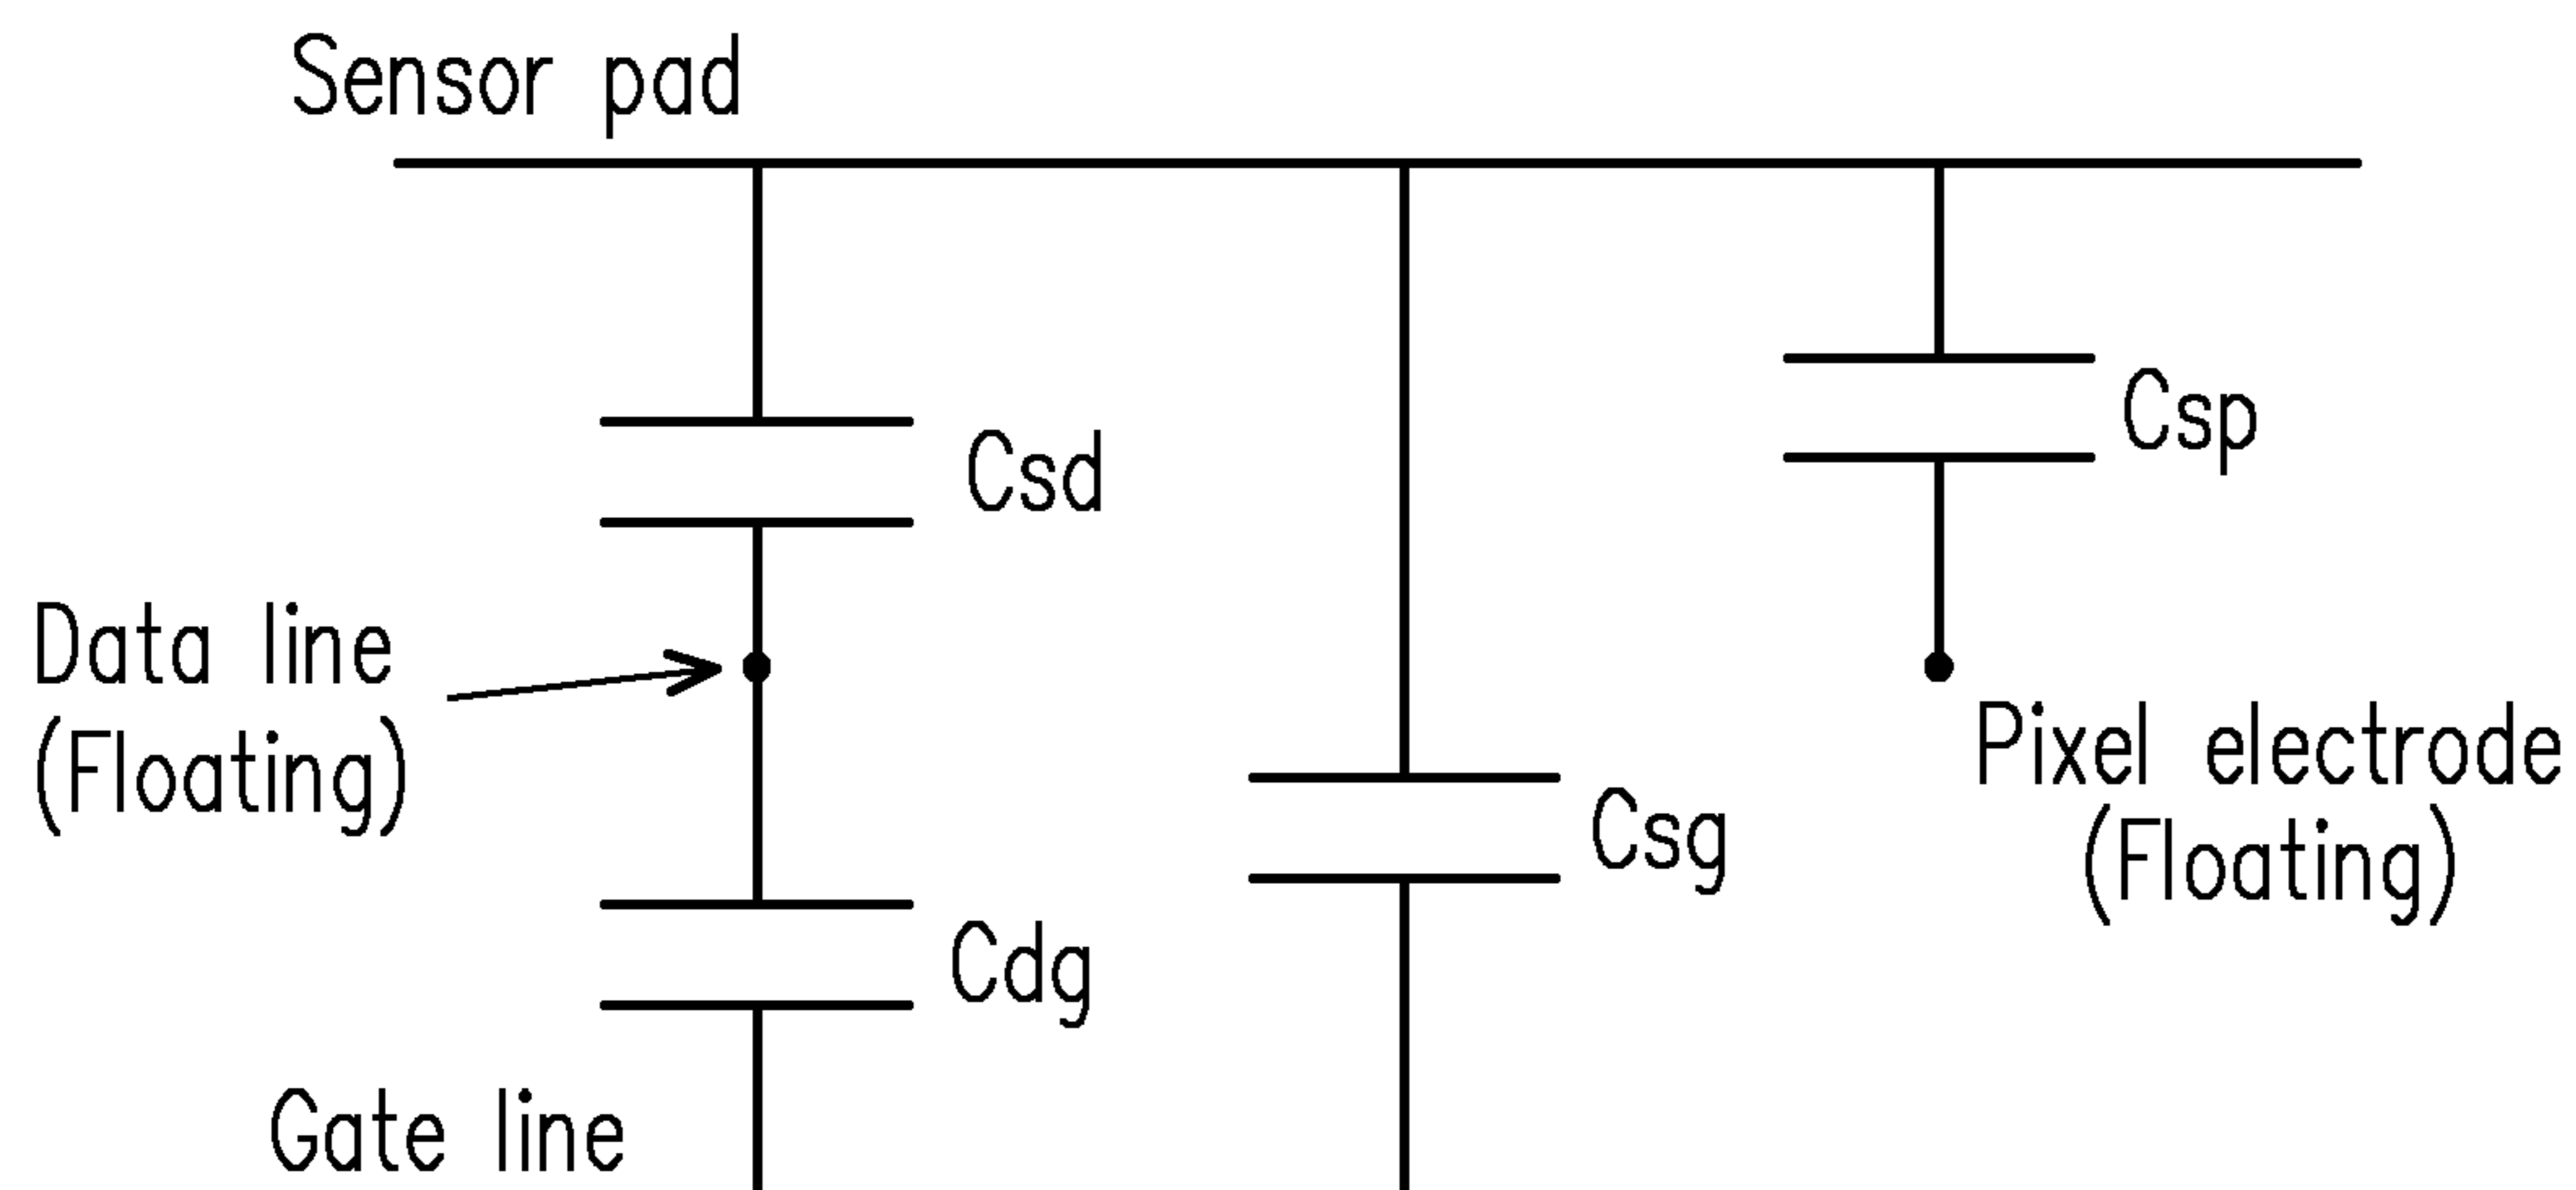 Sensor pad
Csd
Csp
Data line
(Floating)
Pixel electrode
(Floating)
Csg
Cdg
Gate line